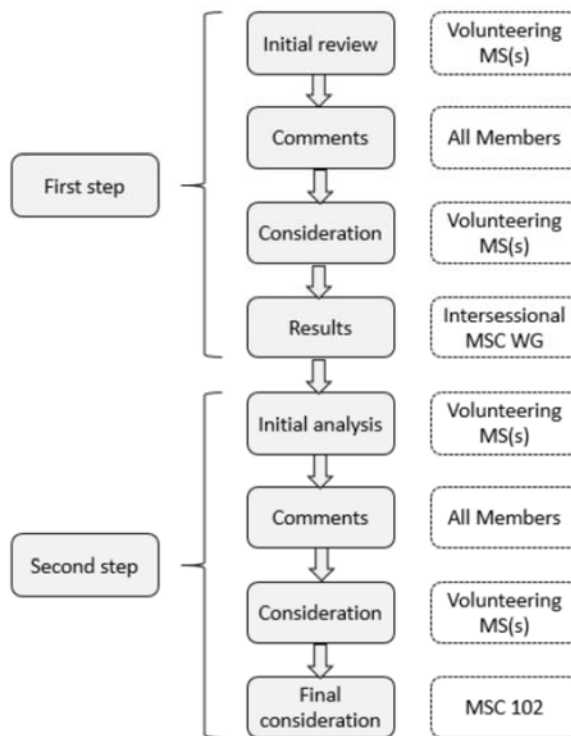 Initial review
Volunteering
MS(s)
Comments
All Members
First step
Consideration
Volunteering
MS(s)
Results
Intersessional
MSC WG
Initial analysis
Volunteering
MS(s)
Comments
All Members
Second step
Consideration
Volunteering
MS(s)
Final
consideration
MSC 102